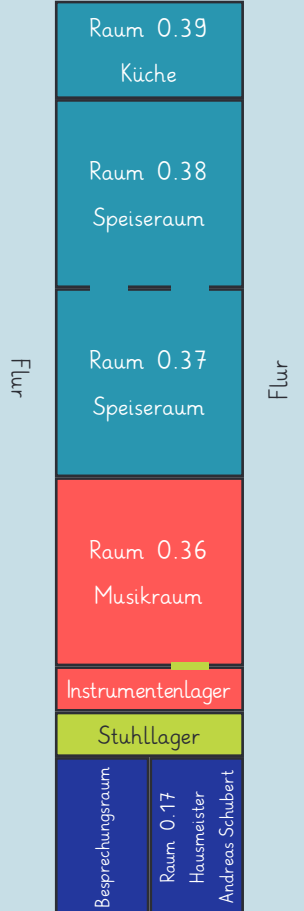 Raum 0.39
Küche
Raum 0.38
Speiseraum
Raum 0.37
Speiseraum
Flur
Flur
Raum 0.36
Musikraum
Instrumentenlager
Stuhllager
Besprechungsraum
Raum 0.17
Hausmeister
Andreas Schubert